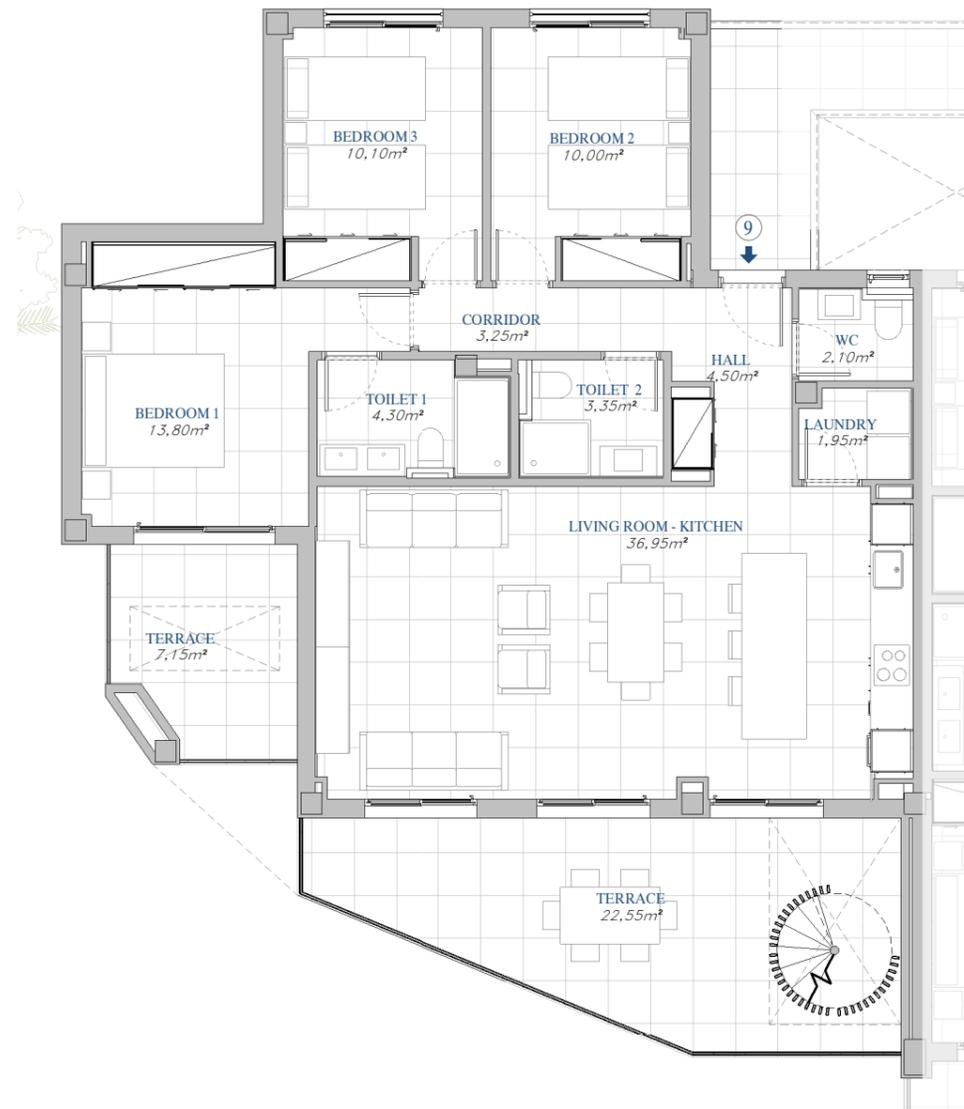 BEDROOM 3
10,10m²
BEDROOM 2
10,00m²
9
CORRIDOR
3,25m²
WC
2,10m²
HALL
4,50m²
TOILET 1
4,30m²
TOILET 2
3,35m²
BEDROOM 1
13,80m²
LAUNDRY
1,95m²
LIVING ROOM - KITCHEN
36,95m²
TERRACE
7,15m²
TERRACE
22,55m²